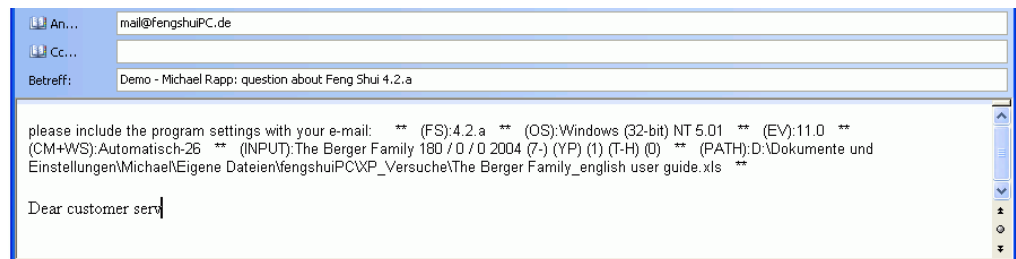 An... mail@fengshuiPC.de
Cc...
Betreff: Demo - Michael Rapp: question about Feng Shui 4.2.a
please include the program settings with your e-mail: ** (FS):4.2.a ** (OS):Windows (32-bit) NT 5.01 ** (EV):11.0 **
(CM+WS):Automatisch-26 ** (INPUT):The Berger Family 180 / 0 / 0 2004 (7-) (YP) (1) (T-H) (0) ** (PATH):D:\Dokumente und
Einstellungen\Michael\Eigene Dateien\fengshuiPC\XP_Versuche\The Berger Family_english user guide.xls **
Dear customer serv